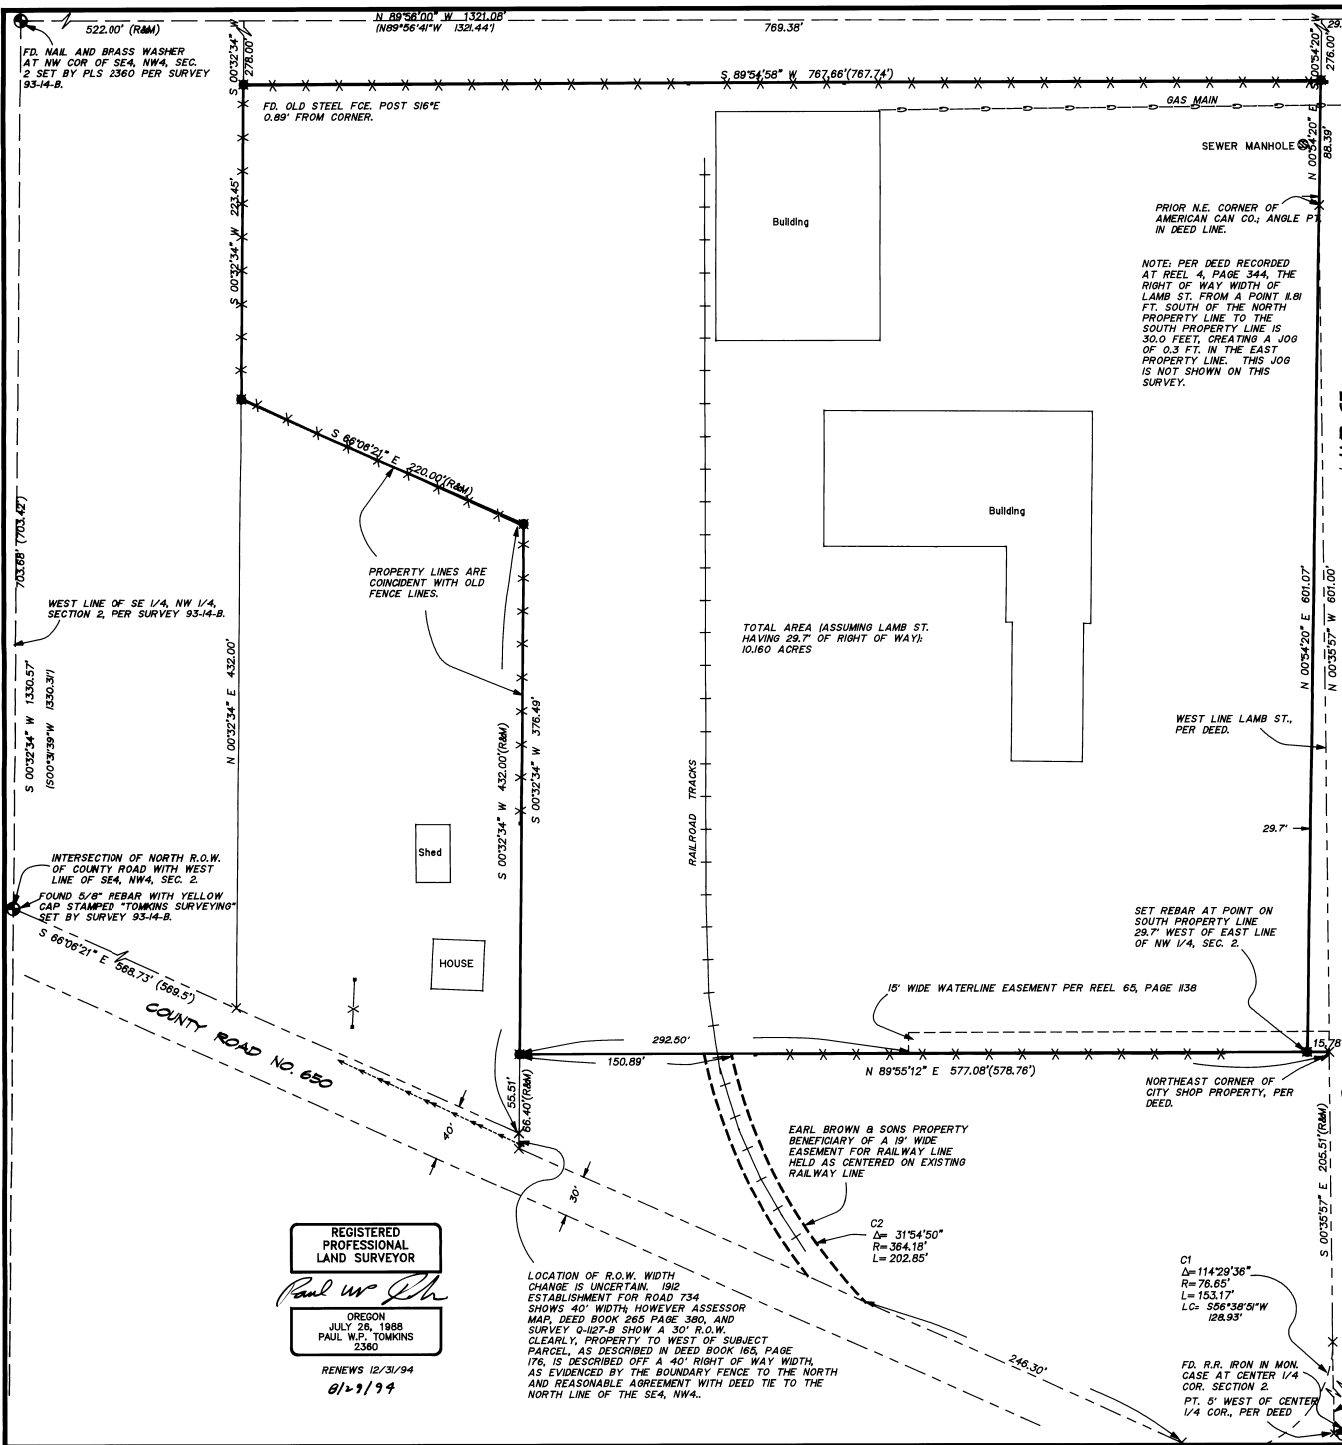 N 89°56'00" W 1321.08'
(N89°56'41"W 1321.44')
522.00' (R&M)
769.38'
29.
FD. NAIL AND BRASS WASHER
AT NW COR OF SE4, NW4, SEC.
2 SET BY PLS 2360 PER SURVEY
93-14-B.
S 00°32'34" W
278.00'
S 89°54'58" W 767.66'(767.74')
S 00°54'20" W
276.00'
FD. OLD STEEL FCE. POST S16°E
0.89' FROM CORNER.
GAS MAIN
SEWER MANHOLE
N 00°54'20" E
88.39'
S 00°32'34" W 223.45'
Building
PRIOR N.E. CORNER OF
AMERICAN CAN CO.; ANGLE PT.
IN DEED LINE.
NOTE: PER DEED RECORDED
AT REEL 4, PAGE 344, THE
RIGHT OF WAY WIDTH OF
LAMB ST. FROM A POINT 11.81
FT. SOUTH OF THE NORTH
PROPERTY LINE TO THE
SOUTH PROPERTY LINE IS
30.0 FEET, CREATING A JOG
OF 0.3 FT. IN THE EAST
PROPERTY LINE. THIS JOG
IS NOT SHOWN ON THIS
SURVEY.
S 66°06'21" E 220.00'(R&M)
Building
703.68' (703.42')
PROPERTY LINES ARE
COINCIDENT WITH OLD
FENCE LINES.
WEST LINE OF SE 1/4, NW 1/4,
SECTION 2, PER SURVEY 93-14-B.
TOTAL AREA (ASSUMING LAMB ST.
HAVING 29.7' OF RIGHT OF WAY):
10.160 ACRES
N 00°54'20" E 601.07'
N 00°35'57" W 601.00'
S 00°32'34" W 1330.57'
(S00°31'39"W 1330.31')
N 00°32'34" E 432.00'
S 00°32'34" W 432.00'(R&M)
S 00°32'34" W 376.49'
WEST LINE LAMB ST.,
PER DEED.
RAILROAD TRACKS
29.7'
Shed
INTERSECTION OF NORTH R.O.W.
OF COUNTY ROAD WITH WEST
LINE OF SE4, NW4, SEC. 2.
FOUND 5/8" REBAR WITH YELLOW
CAP STAMPED "TOMKINS SURVEYING"
SET BY SURVEY 93-14-B.
SET REBAR AT POINT ON
SOUTH PROPERTY LINE
29.7' WEST OF EAST LINE
OF NW 1/4, SEC. 2.
S 66°06'21" E 568.73' (569.5')
HOUSE
15' WIDE WATERLINE EASEMENT PER REEL 65, PAGE 1138
COUNTY ROAD NO. 650
292.50'
150.89'
15.78
N 89°55'12" E 577.08'(578.76')
55.51'
66.40'(R&M)
NORTHEAST CORNER OF
CITY SHOP PROPERTY, PER
DEED.
40'
EARL BROWN & SONS PROPERTY
BENEFICIARY OF A 19' WIDE
EASEMENT FOR RAILWAY LINE
HELD AS CENTERED ON EXISTING
RAILWAY LINE
S 00°35'57" E 205.51'(R&M)
30'
C2
Δ= 31°54'50"
R= 364.18'
L= 202.85'
REGISTERED
PROFESSIONAL
LAND SURVEYOR
OREGON
JULY 26, 1988
PAUL W.P. TOMKINS
2360
RENEWS 12/31/94
8/29/94
LOCATION OF R.O.W. WIDTH
CHANGE IS UNCERTAIN. 1912
ESTABLISHMENT FOR ROAD 734
SHOWS 40' WIDTH; HOWEVER ASSESSOR
MAP, DEED BOOK 265 PAGE 380, AND
SURVEY Q-1127-B SHOW A 30' R.O.W.
CLEARLY, PROPERTY TO WEST OF SUBJECT
PARCEL, AS DESCRIBED IN DEED BOOK 165, PAGE
176, IS DESCRIBED OFF A 40' RIGHT OF WAY WIDTH,
AS EVIDENCED BY THE BOUNDARY FENCE TO THE NORTH
AND REASONABLE AGREEMENT WITH DEED TIE TO THE
NORTH LINE OF THE SE4, NW4..
C1
Δ=114°29'36"
R= 76.65'
L= 153.17'
LC= S56°38'51"W
128.93'
246.30'
FD. R.R. IRON IN MON.
CASE AT CENTER 1/4
COR. SECTION 2.
PT. 5' WEST OF CENTER
1/4 COR., PER DEED